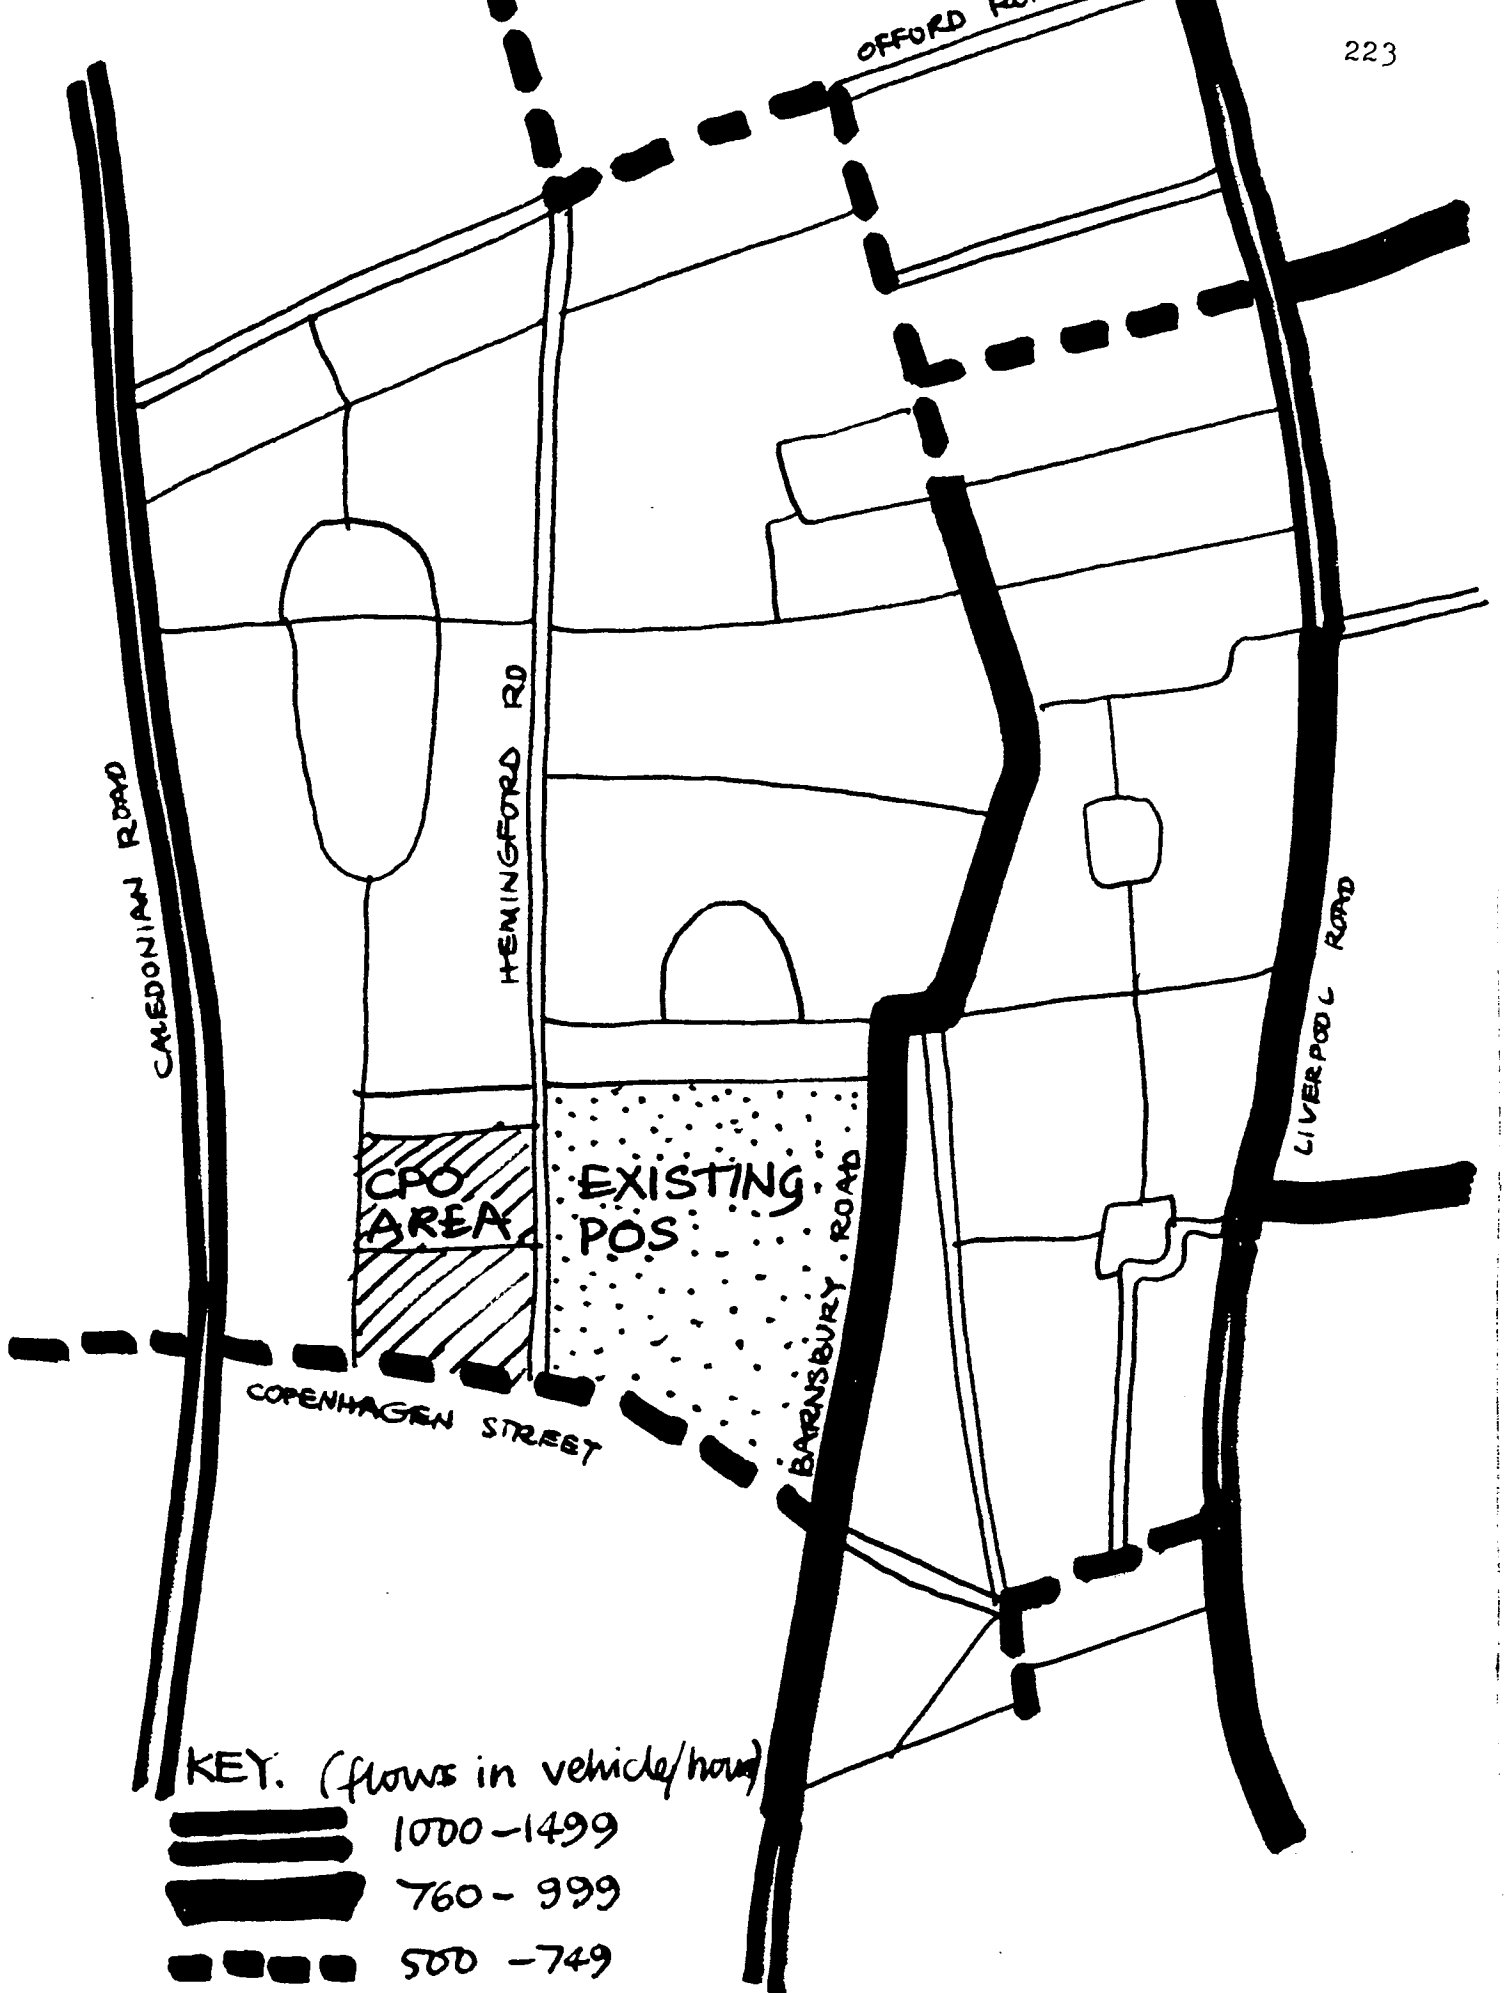 223
OFFORD
HEMINGFORD RD
CALEDONIAN ROAD
LIVERPOOL ROAD
CPO
AREA
EXISTING
POS
BARNSBURY ROAD
COPENHAGEN STREET
KEY. (flows in vehicle/hour)
1000-1499
760-999
500-749